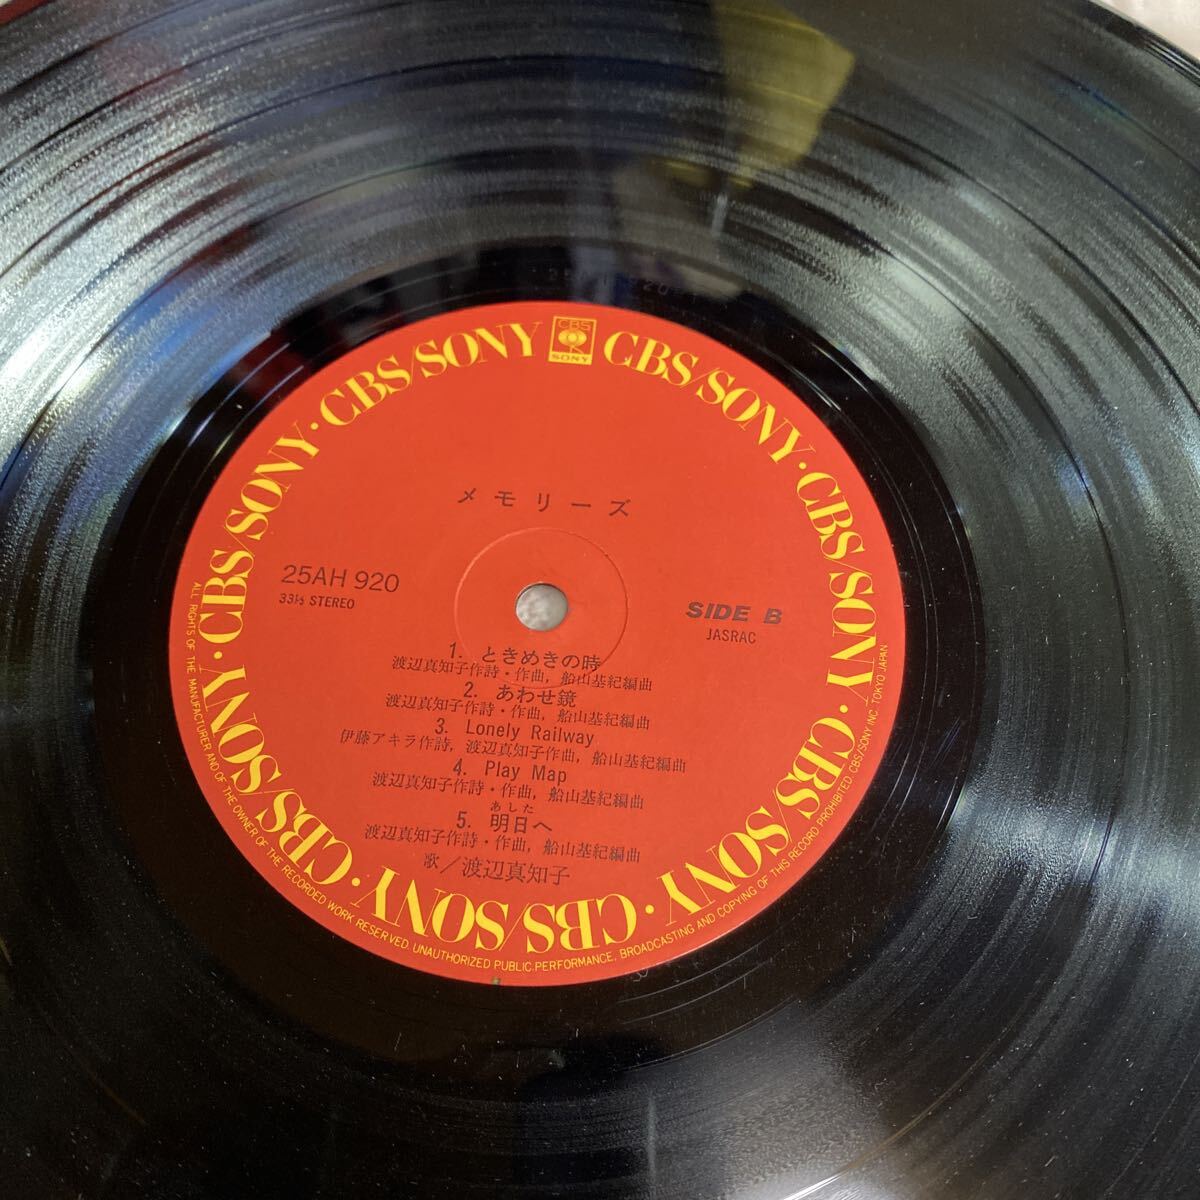 CBS/SONY · CBS/SONY · CBS/SONY · CBS/SONY · CBS/SONY · CBS/SONY · CBS/SONY · CBS/SONY
CBS
SONY
メモリーズ
25AH 920
33⅓ STEREO
SIDE B
JASRAC
1. ときめきの時
渡辺真知子作詩・作曲, 船山基紀編曲
2. あわせ鏡
渡辺真知子作詩・作曲, 船山基紀編曲
3. Lonely Railway
伊藤アキラ作詩, 渡辺真知子作曲, 船山基紀編曲
4. Play Map
渡辺真知子作詩・作曲, 船山基紀編曲
あした
5. 明日へ
渡辺真知子作詩・作曲, 船山基紀編曲
歌/渡辺真知子
ALL RIGHTS OF THE MANUFACTURER AND OF THE OWNER OF THE RECORDED WORK RESERVED. UNAUTHORIZED PUBLIC PERFORMANCE, BROADCASTING AND COPYING OF THIS RECORD PROHIBITED. CBS/SONY INC. TOKYO JAPAN